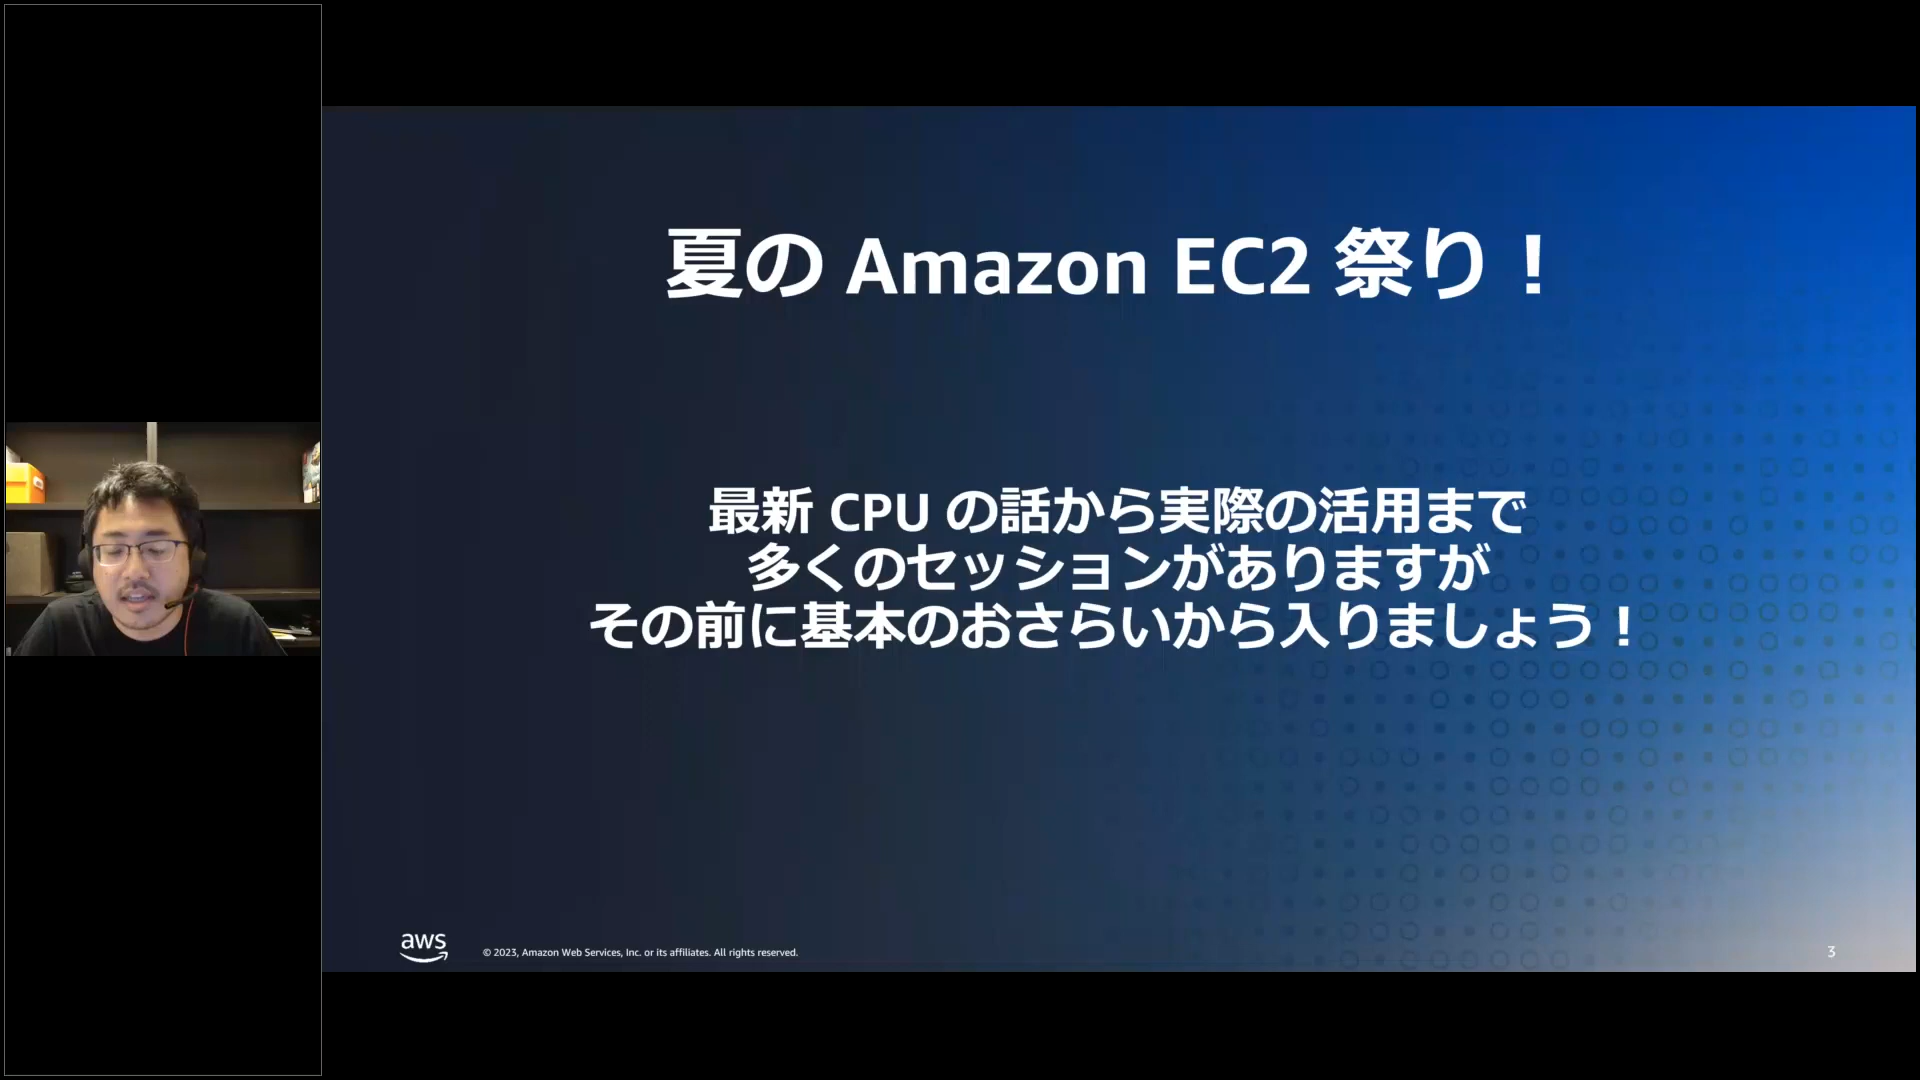 夏の Amazon EC2 祭り！
最新 CPU の話から実際の活用まで
多くのセッションがありますが
その前に基本のおさらいから入りましょう！
aws
© 2023, Amazon Web Services, Inc. or its affiliates. All rights reserved.
3